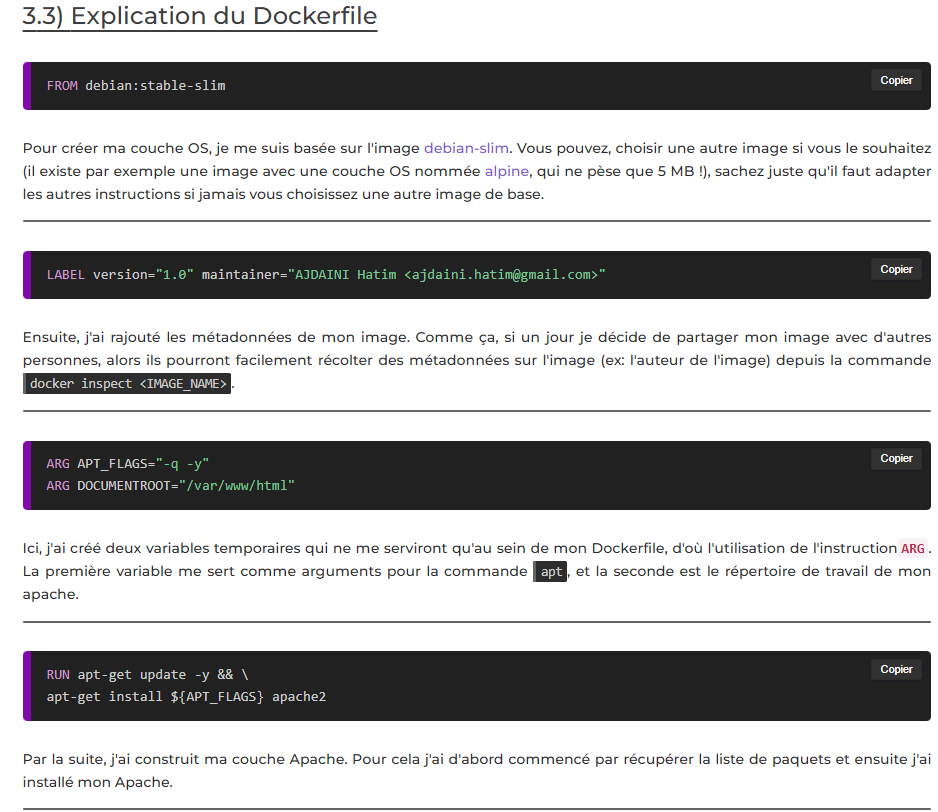 3.3) Explication du Dockerfile
Copier
FROM debian:stable-slim
Pour créer ma couche OS, je me suis basée sur l'image debian-slim. Vous pouvez, choisir une autre image si vous le souhaitez
(il existe par exemple une image avec une couche OS nommée alpine, qui ne pèse que 5 MB !), sachez juste qu'il faut adapter
les autres instructions si jamais vous choisissez une autre image de base.
Copier
LABEL version="1.0" maintainer="AJDAINI Hatim <ajdaini.hatim@gmail.com>"
Ensuite, j'ai rajouté les métadonnées de mon image. Comme ça, si un jour je décide de partager mon image avec d'autres
personnes, alors ils pourront facilement récolter des métadonnées sur l'image (ex: l'auteur de l'image) depuis la commande
docker inspect <IMAGE_NAME>.
Copier
ARG APT_FLAGS="-q -y"
ARG DOCUMENTROOT="/var/www/html"
Ici, j'ai créé deux variables temporaires qui ne me serviront qu'au sein de mon Dockerfile, d'où l'utilisation de l'instruction ARG.
La première variable me sert comme arguments pour la commande apt, et la seconde est le répertoire de travail de mon
apache.
Copier
RUN apt-get update -y && \
apt-get install ${APT_FLAGS} apache2
Par la suite, j'ai construit ma couche Apache. Pour cela j'ai d'abord commencé par récupérer la liste de paquets et ensuite j'ai
installé mon Apache.